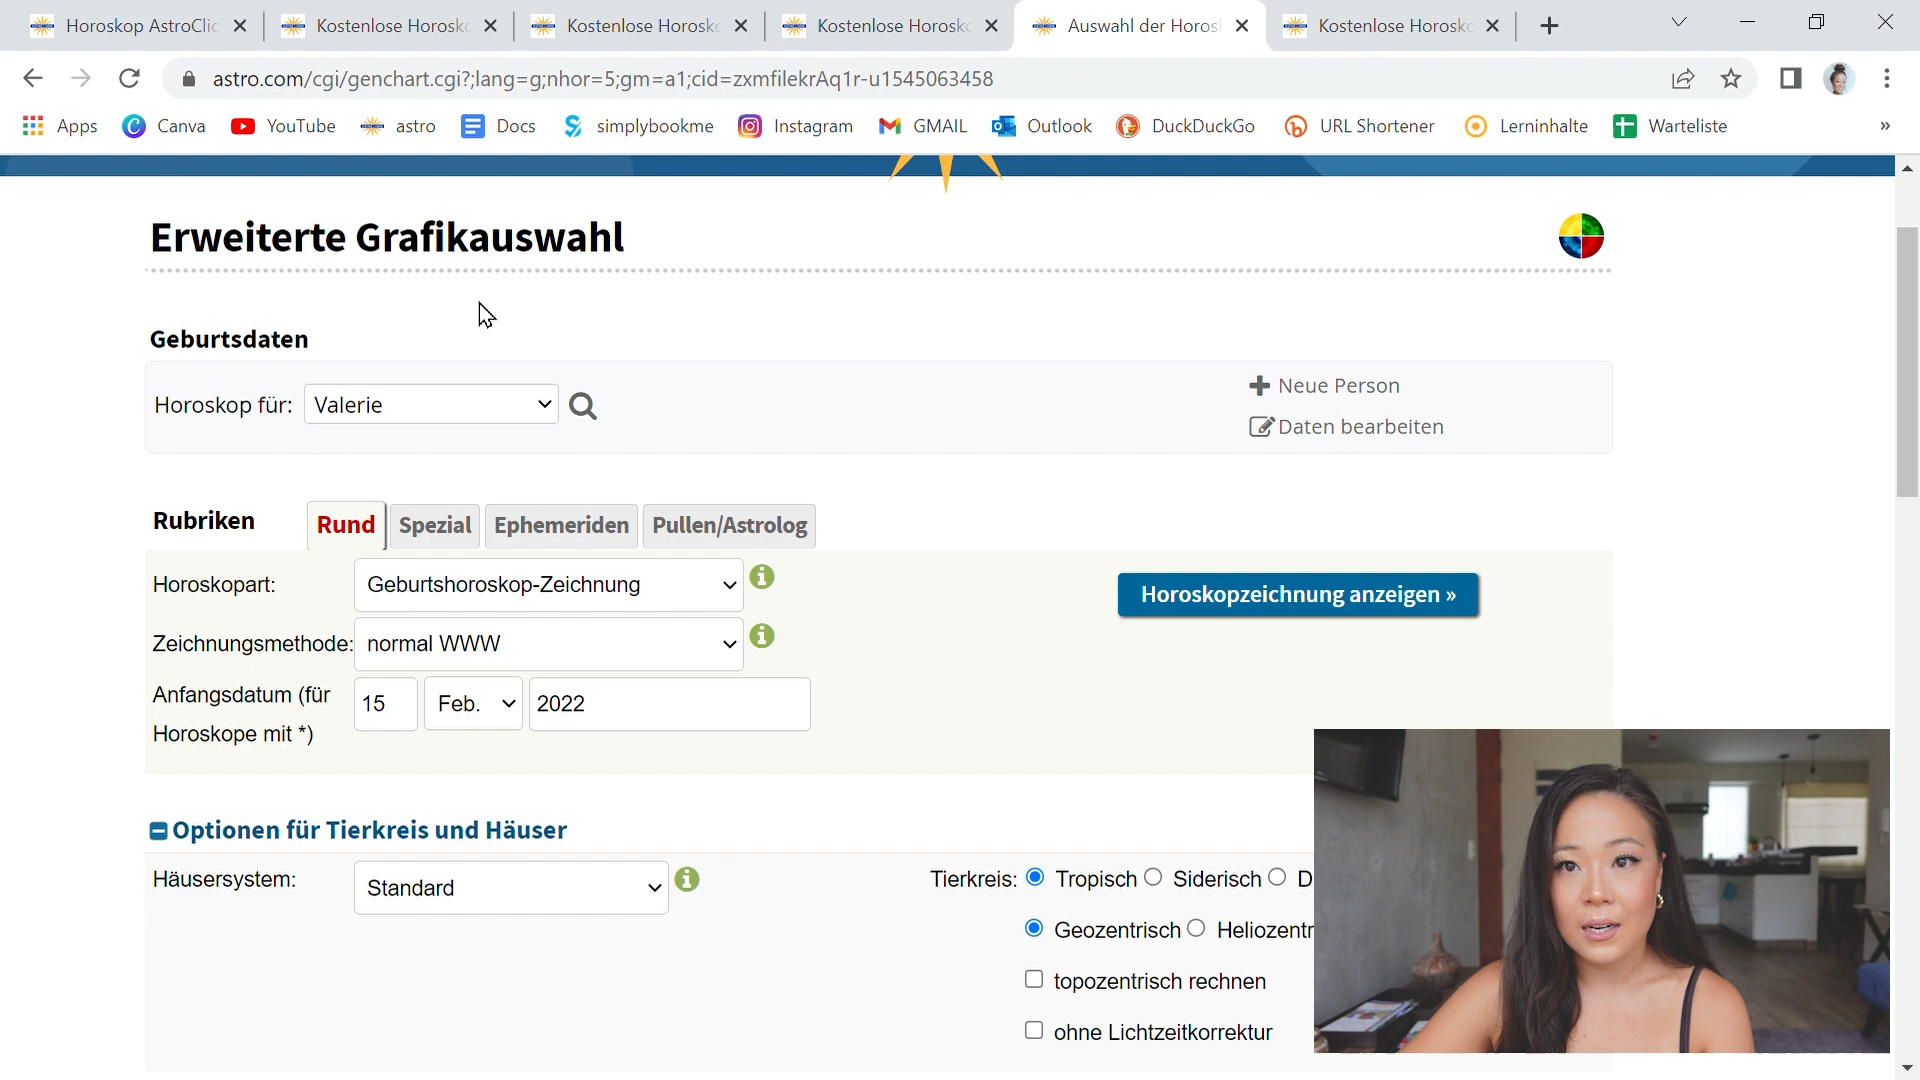 Horoskop AstroClic
Kostenlose Horosk
Kostenlose Horosk
Kostenlose Horosk
Auswahl der Horos
Kostenlose Horosk
astro.com/cgi/genchart.cgi?;lang=g;nhor=5;gm=a1;cid=zxmfilekrAq1r-u1545063458
Apps
Canva
YouTube
astro
Docs
simplybookme
Instagram
GMAIL
Outlook
DuckDuckGo
URL Shortener
Lerninhalte
Warteliste
»
Erweiterte Grafikauswahl
Geburtsdaten
Horoskop für: Valerie
Neue Person
Daten bearbeiten
Rubriken Rund Spezial Ephemeriden Pullen/Astrolog
Horoskopart: Geburtshoroskop-Zeichnung
Horoskopzeichnung anzeigen »
Zeichnungsmethode: normal WWW
Anfangsdatum (für
Horoskope mit *)
15 Feb. 2022
Optionen für Tierkreis und Häuser
Häusersystem: Standard
Tierkreis: Tropisch Siderisch D
Geozentrisch Heliozentr
topozentrisch rechnen
ohne Lichtzeitkorrektur